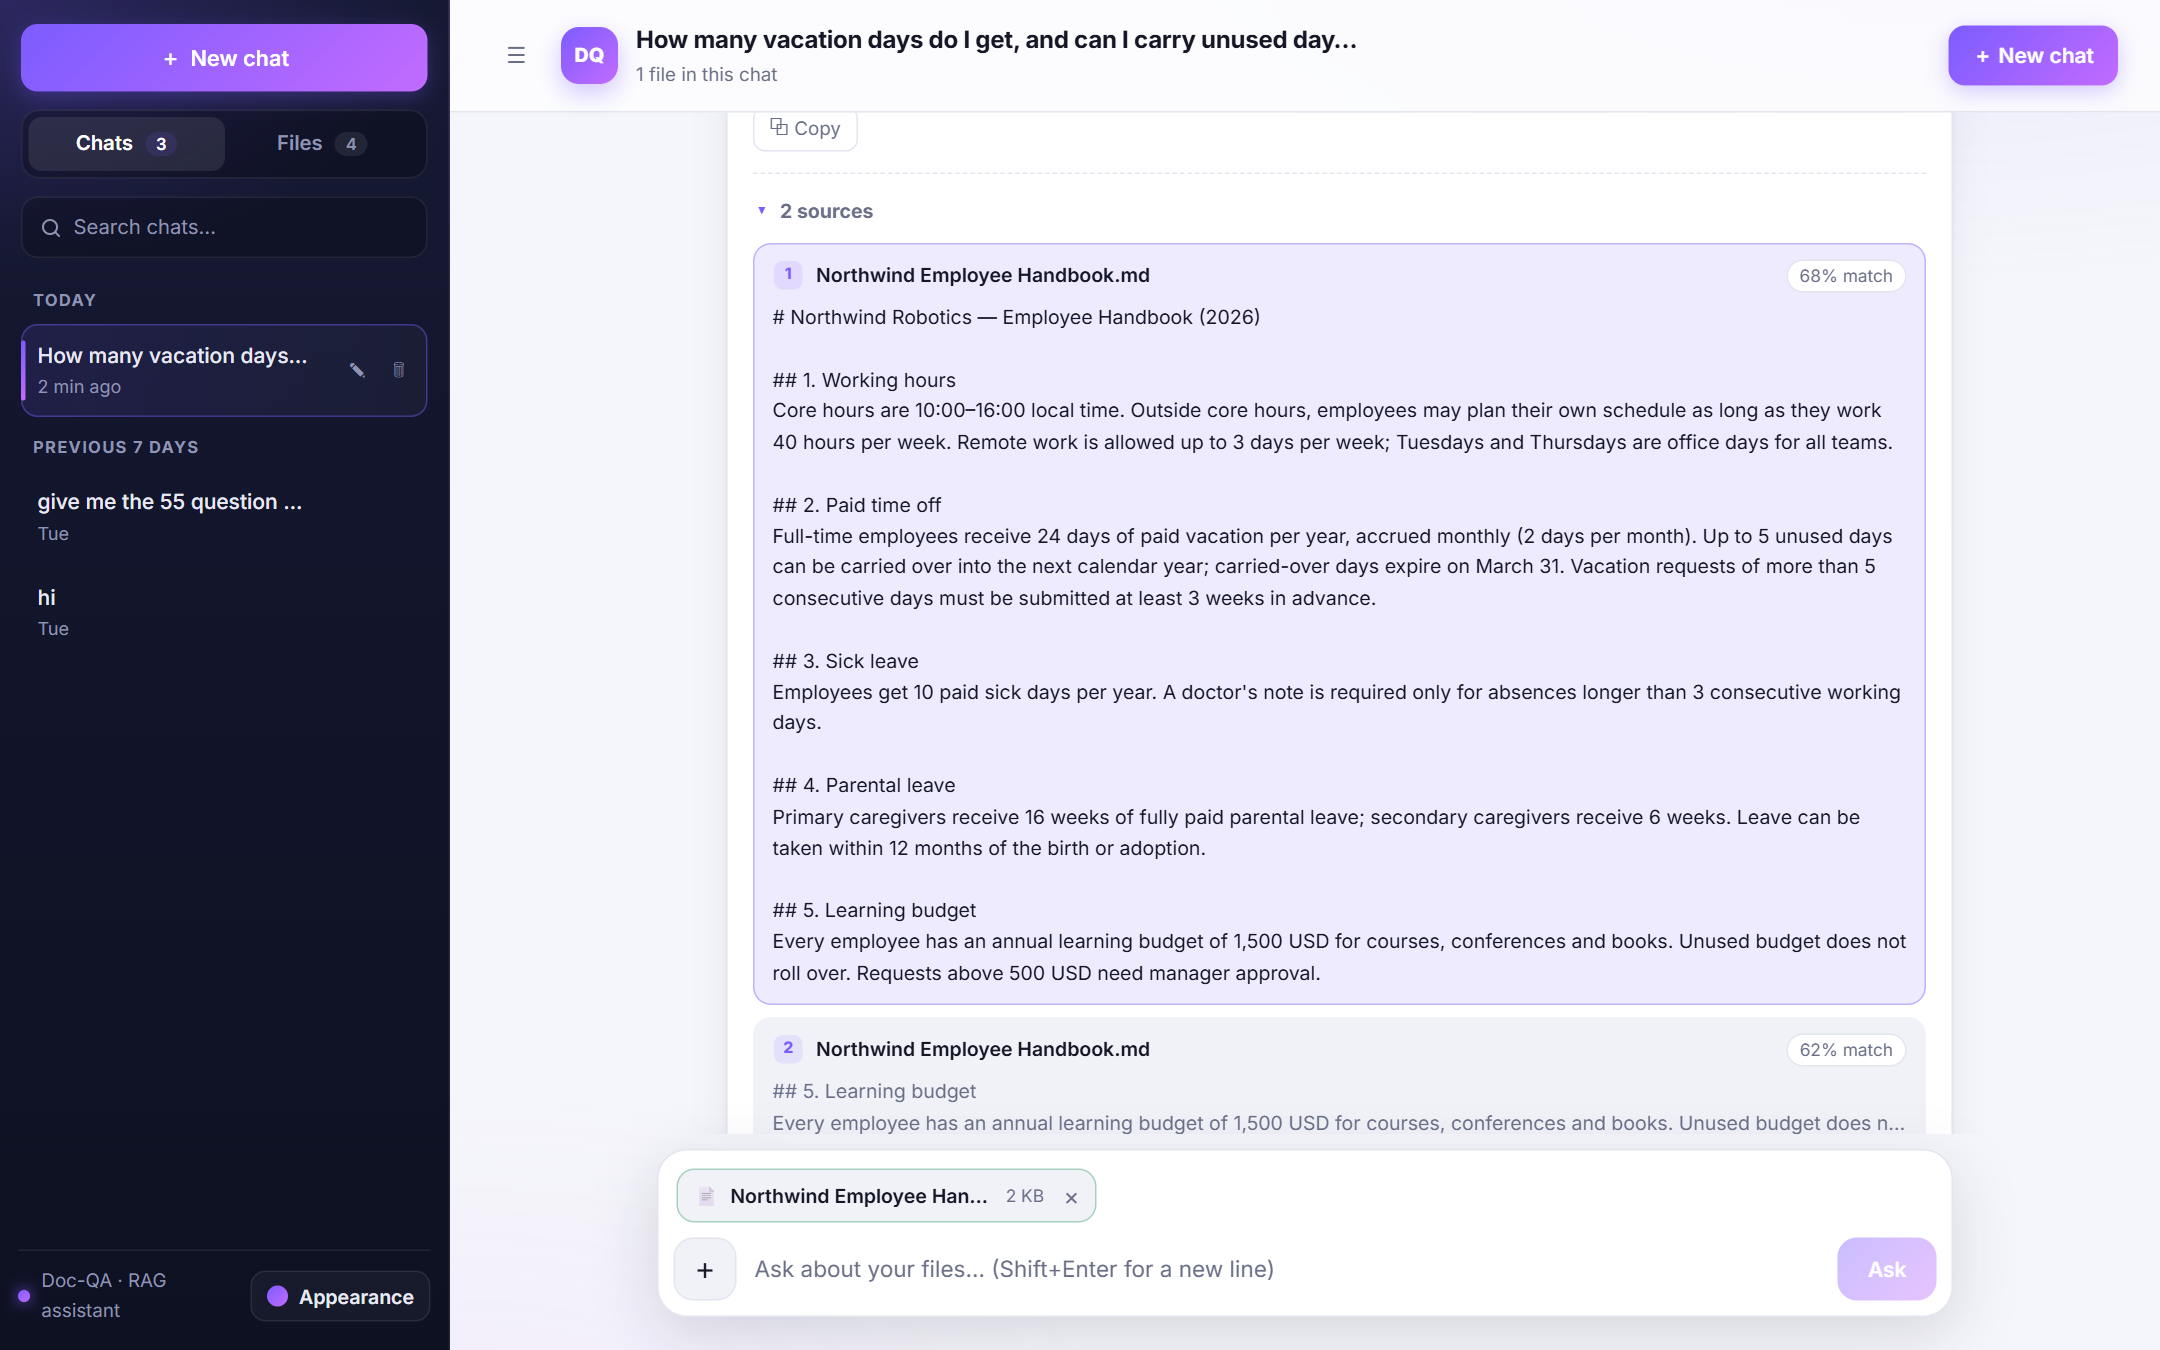 + New chat
Chats 3
Files 4
Search chats...
TODAY
How many vacation days...
2 min ago
PREVIOUS 7 DAYS
give me the 55 question ...
Tue
hi
Tue
Doc-QA · RAG
assistant
Appearance
DQ
How many vacation days do I get, and can I carry unused day...
1 file in this chat
+ New chat
Copy
2 sources
1 Northwind Employee Handbook.md 68% match
# Northwind Robotics — Employee Handbook (2026)
## 1. Working hours
Core hours are 10:00–16:00 local time. Outside core hours, employees may plan their own schedule as long as they work
40 hours per week. Remote work is allowed up to 3 days per week; Tuesdays and Thursdays are office days for all teams.
## 2. Paid time off
Full-time employees receive 24 days of paid vacation per year, accrued monthly (2 days per month). Up to 5 unused days
can be carried over into the next calendar year; carried-over days expire on March 31. Vacation requests of more than 5
consecutive days must be submitted at least 3 weeks in advance.
## 3. Sick leave
Employees get 10 paid sick days per year. A doctor's note is required only for absences longer than 3 consecutive working
days.
## 4. Parental leave
Primary caregivers receive 16 weeks of fully paid parental leave; secondary caregivers receive 6 weeks. Leave can be
taken within 12 months of the birth or adoption.
## 5. Learning budget
Every employee has an annual learning budget of 1,500 USD for courses, conferences and books. Unused budget does not
roll over. Requests above 500 USD need manager approval.
2 Northwind Employee Handbook.md 62% match
## 5. Learning budget
Every employee has an annual learning budget of 1,500 USD for courses, conferences and books. Unused budget does n...
Northwind Employee Han... 2 KB ×
+ Ask about your files... (Shift+Enter for a new line)
Ask